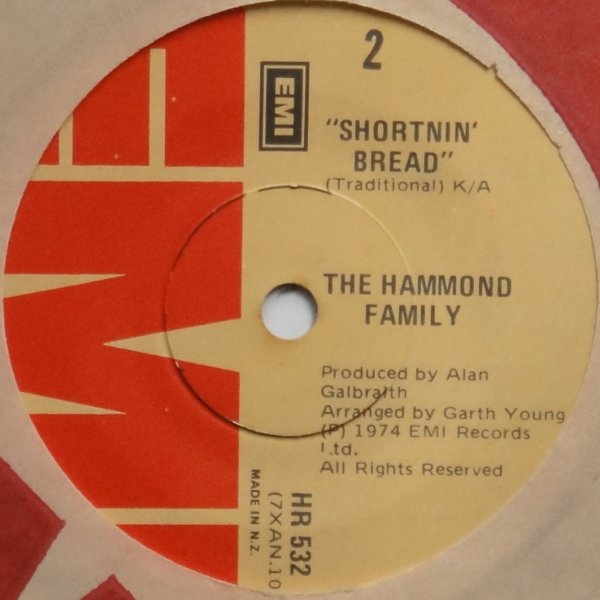 2
EMI
"SHORTNIN'
BREAD"
(Traditional) K/A
THE HAMMOND
FAMILY
Produced by Alan
Galbraith
Arranged by Garth Young
(P) 1974 EMI Records
Ltd.
All Rights Reserved
HR 532
(7XAN.10
MADE IN N.Z.